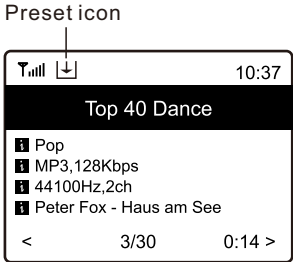 Preset icon
10:37
Top 40 Dance
i Pop
i MP3,128Kbps
i 44100Hz,2ch
i Peter Fox - Haus am See
< 3/30 0:14 >